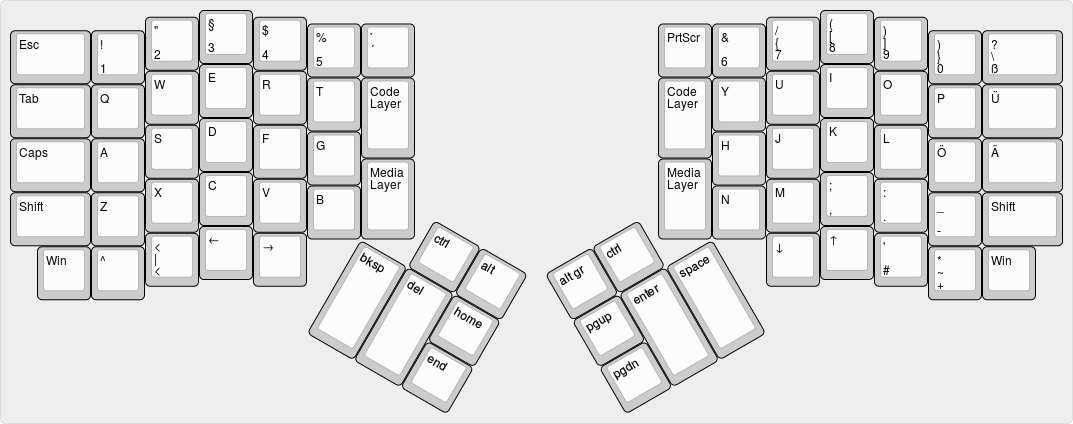 Esc
!
1
"
2
§
3
$
4
%
5
`
´
PrtScr
&
6
/
{
7
(
[
8
)
]
9
)
}
0
?
\
ß
Tab
Q
W
E
R
T
Code
Layer
Code
Layer
Y
U
I
O
P
Ü
Caps
A
S
D
F
G
Media
Layer
Media
Layer
H
J
K
L
Ö
Ä
Shift
Z
X
C
V
B
N
M
;
,
:
.
_
-
Shift
Win
^
<
|
<
←
→
↓
↑
'
#
*
~
+
Win
ctrl
alt
bksp
del
home
end
alt gr
ctrl
pgup
enter
space
pgdn